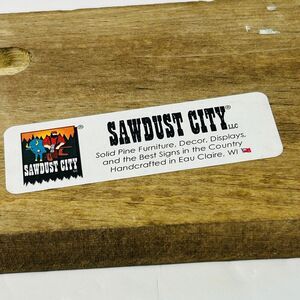 SAWDUST CITY®
SAWDUST CITY® LLC
Solid Pine Furniture, Decor, Displays,
and the Best Signs in the Country
Handcrafted in Eau Claire, WI